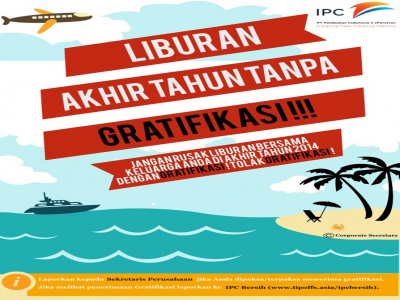 IPC
PT Pelabuhan Indonesia II (Persero)
LIBURAN
AKHIR TAHUN TANPA
GRATIFIKASI !!!
JANGAN RUSAK LIBURAN BERSAMA
KELUARGA ANDA DI AKHIR TAHUN 2014
DENGAN GRATIFIKASI ! TOLAK GRATIFIKASI !
(C) Corporate Secretary
i
Laporkan kepada Sekretaris Perusahaan jika Anda dipaksa/terpaksa menerima gratifikasi.
Jika melihat penerimaan Gratifikasi laporkan ke IPC Bersih (www.tipoffs.asia/ipcbersih).